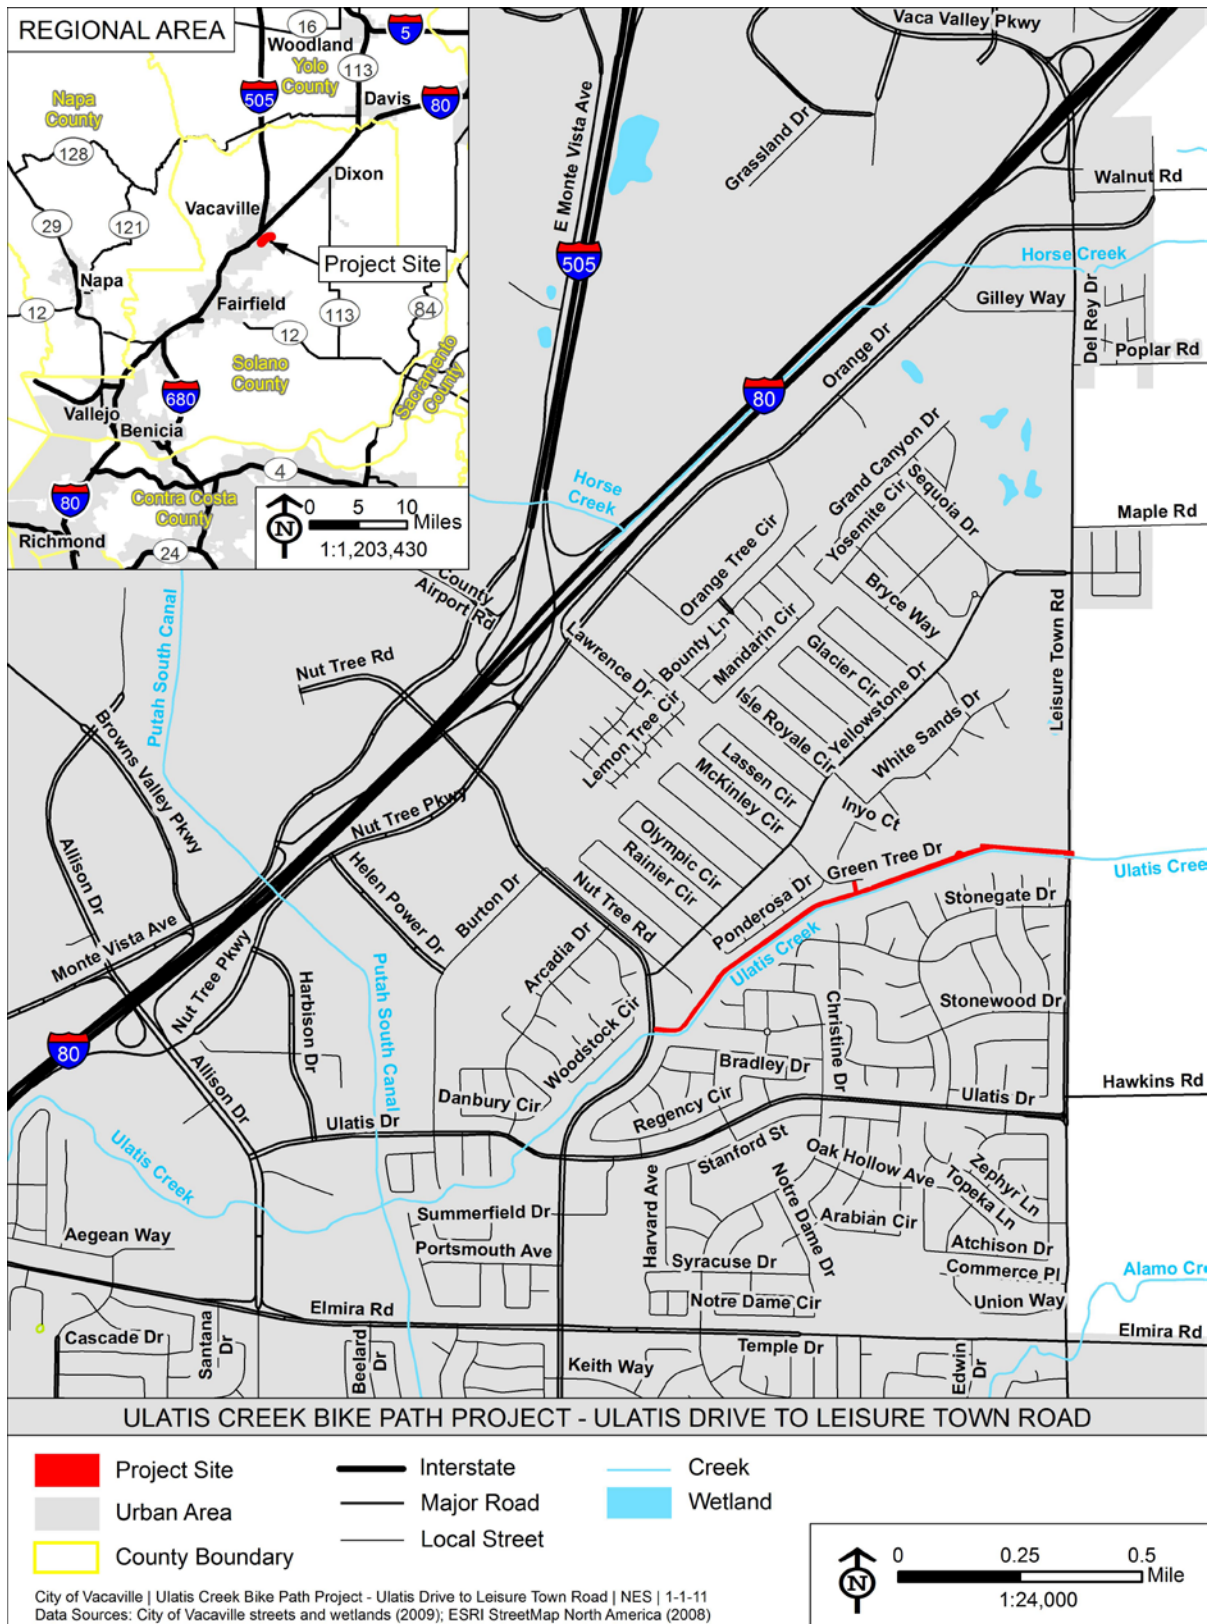 REGIONAL AREA
16
5
Woodland
Yolo
County
113
505
Davis
80
Napa
County
128
Dixon
Vacaville
29
121
Project Site
Napa
Fairfield
12
113
84
12
Solano
County
Sacramento
County
680
Vallejo
Benicia
4
80
Contra Costa
County
Richmond
24
N
0 5 10 Miles
1:1,203,430
Vaca Valley Pkwy
E Monte Vista Ave
Grassland Dr
Walnut Rd
505
Horse Creek
Gilley Way
Del Rey Dr
Orange Dr
Poplar Rd
80
Grand Canyon Dr
Sequoia Dr
Yosemite Cir
Horse
Creek
Maple Rd
Orange Tree Cir
Bryce Way
County
Airport Rd
Putah South Canal
Lawrence Dr
Bounty Ln
Mandarin Cir
Glacier Cir
Leisure Town Rd
Nut Tree Rd
Lemon Tree Cir
Isle Royale Cir
Yellowstone Dr
White Sands Dr
Browns Valley Pkwy
Lassen Cir
McKinley Cir
Inyo Ct
Nut Tree Pkwy
Allison Dr
Olympic Cir
Rainier Cir
Green Tree Dr
Ulatis Cree
Helen Power Dr
Burton Dr
Nut Tree Rd
Ponderosa Dr
Stonegate Dr
Monte Vista Ave
Nut Tree Pkwy
Arcadia Dr
Ulatis Creek
Harbison Dr
Putah South Canal
Stonewood Dr
Christine Dr
Woodstock Cir
80
Allison Dr
Bradley Dr
Hawkins Rd
Danbury Cir
Regency Cir
Ulatis Dr
Ulatis Dr
Ulatis Creek
Stanford St
Oak Hollow Ave
Zephyr Ln
Topeka Ln
Harvard Ave
Notre Dame Dr
Summerfield Dr
Arabian Cir
Aegean Way
Portsmouth Ave
Atchison Dr
Syracuse Dr
Commerce Pl
Alamo Cre
Notre Dame Cir
Union Way
Elmira Rd
Elmira Rd
Cascade Dr
Santana
Dr
Beelard
Dr
Keith Way
Temple Dr
Edwin
Dr
ULATIS CREEK BIKE PATH PROJECT - ULATIS DRIVE TO LEISURE TOWN ROAD
Project Site
Interstate
Creek
Urban Area
Major Road
Wetland
County Boundary
Local Street
N
0 0.25 0.5
Mile
1:24,000
City of Vacaville | Ulatis Creek Bike Path Project - Ulatis Drive to Leisure Town Road | NES | 1-1-11
Data Sources: City of Vacaville streets and wetlands (2009); ESRI StreetMap North America (2008)